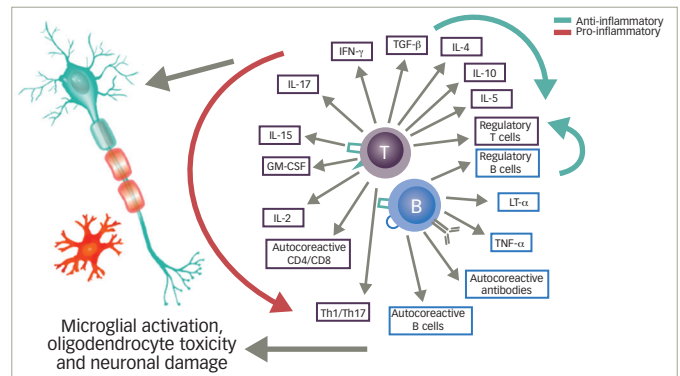 Anti-inflammatory
Pro-inflammatory
TGF-β
IL-4
IFN-γ
IL-10
IL-17
IL-5
T
Regulatory
T cells
IL-15
GM-CSF
Regulatory
B cells
B
LT-α
IL-2
TNF-α
Autocoreactive
CD4/CD8
Autocoreactive
antibodies
Th1/Th17
Autocoreactive
B cells
Microglial activation,
oligodendrocyte toxicity
and neuronal damage